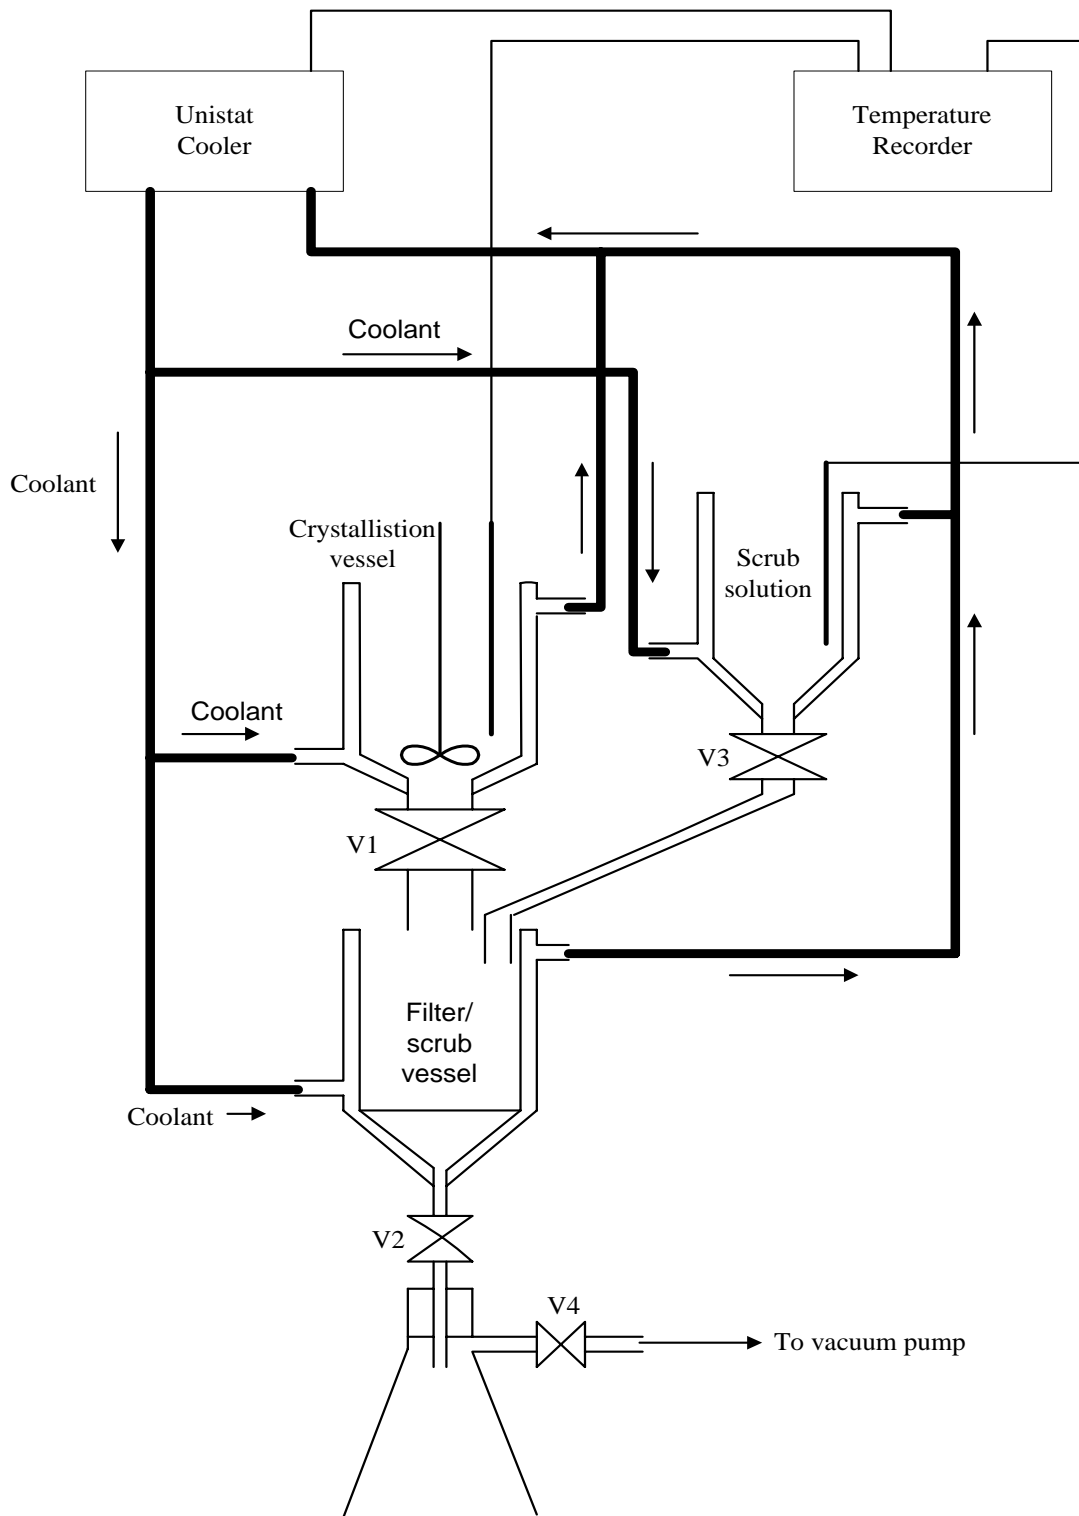 Unistat
Cooler
Temperature
Recorder
Coolant
Coolant
Crystallistion
vessel
Scrub
solution
Coolant
V3
V1
Filter/
scrub
vessel
Coolant
V2
V4
To vacuum pump